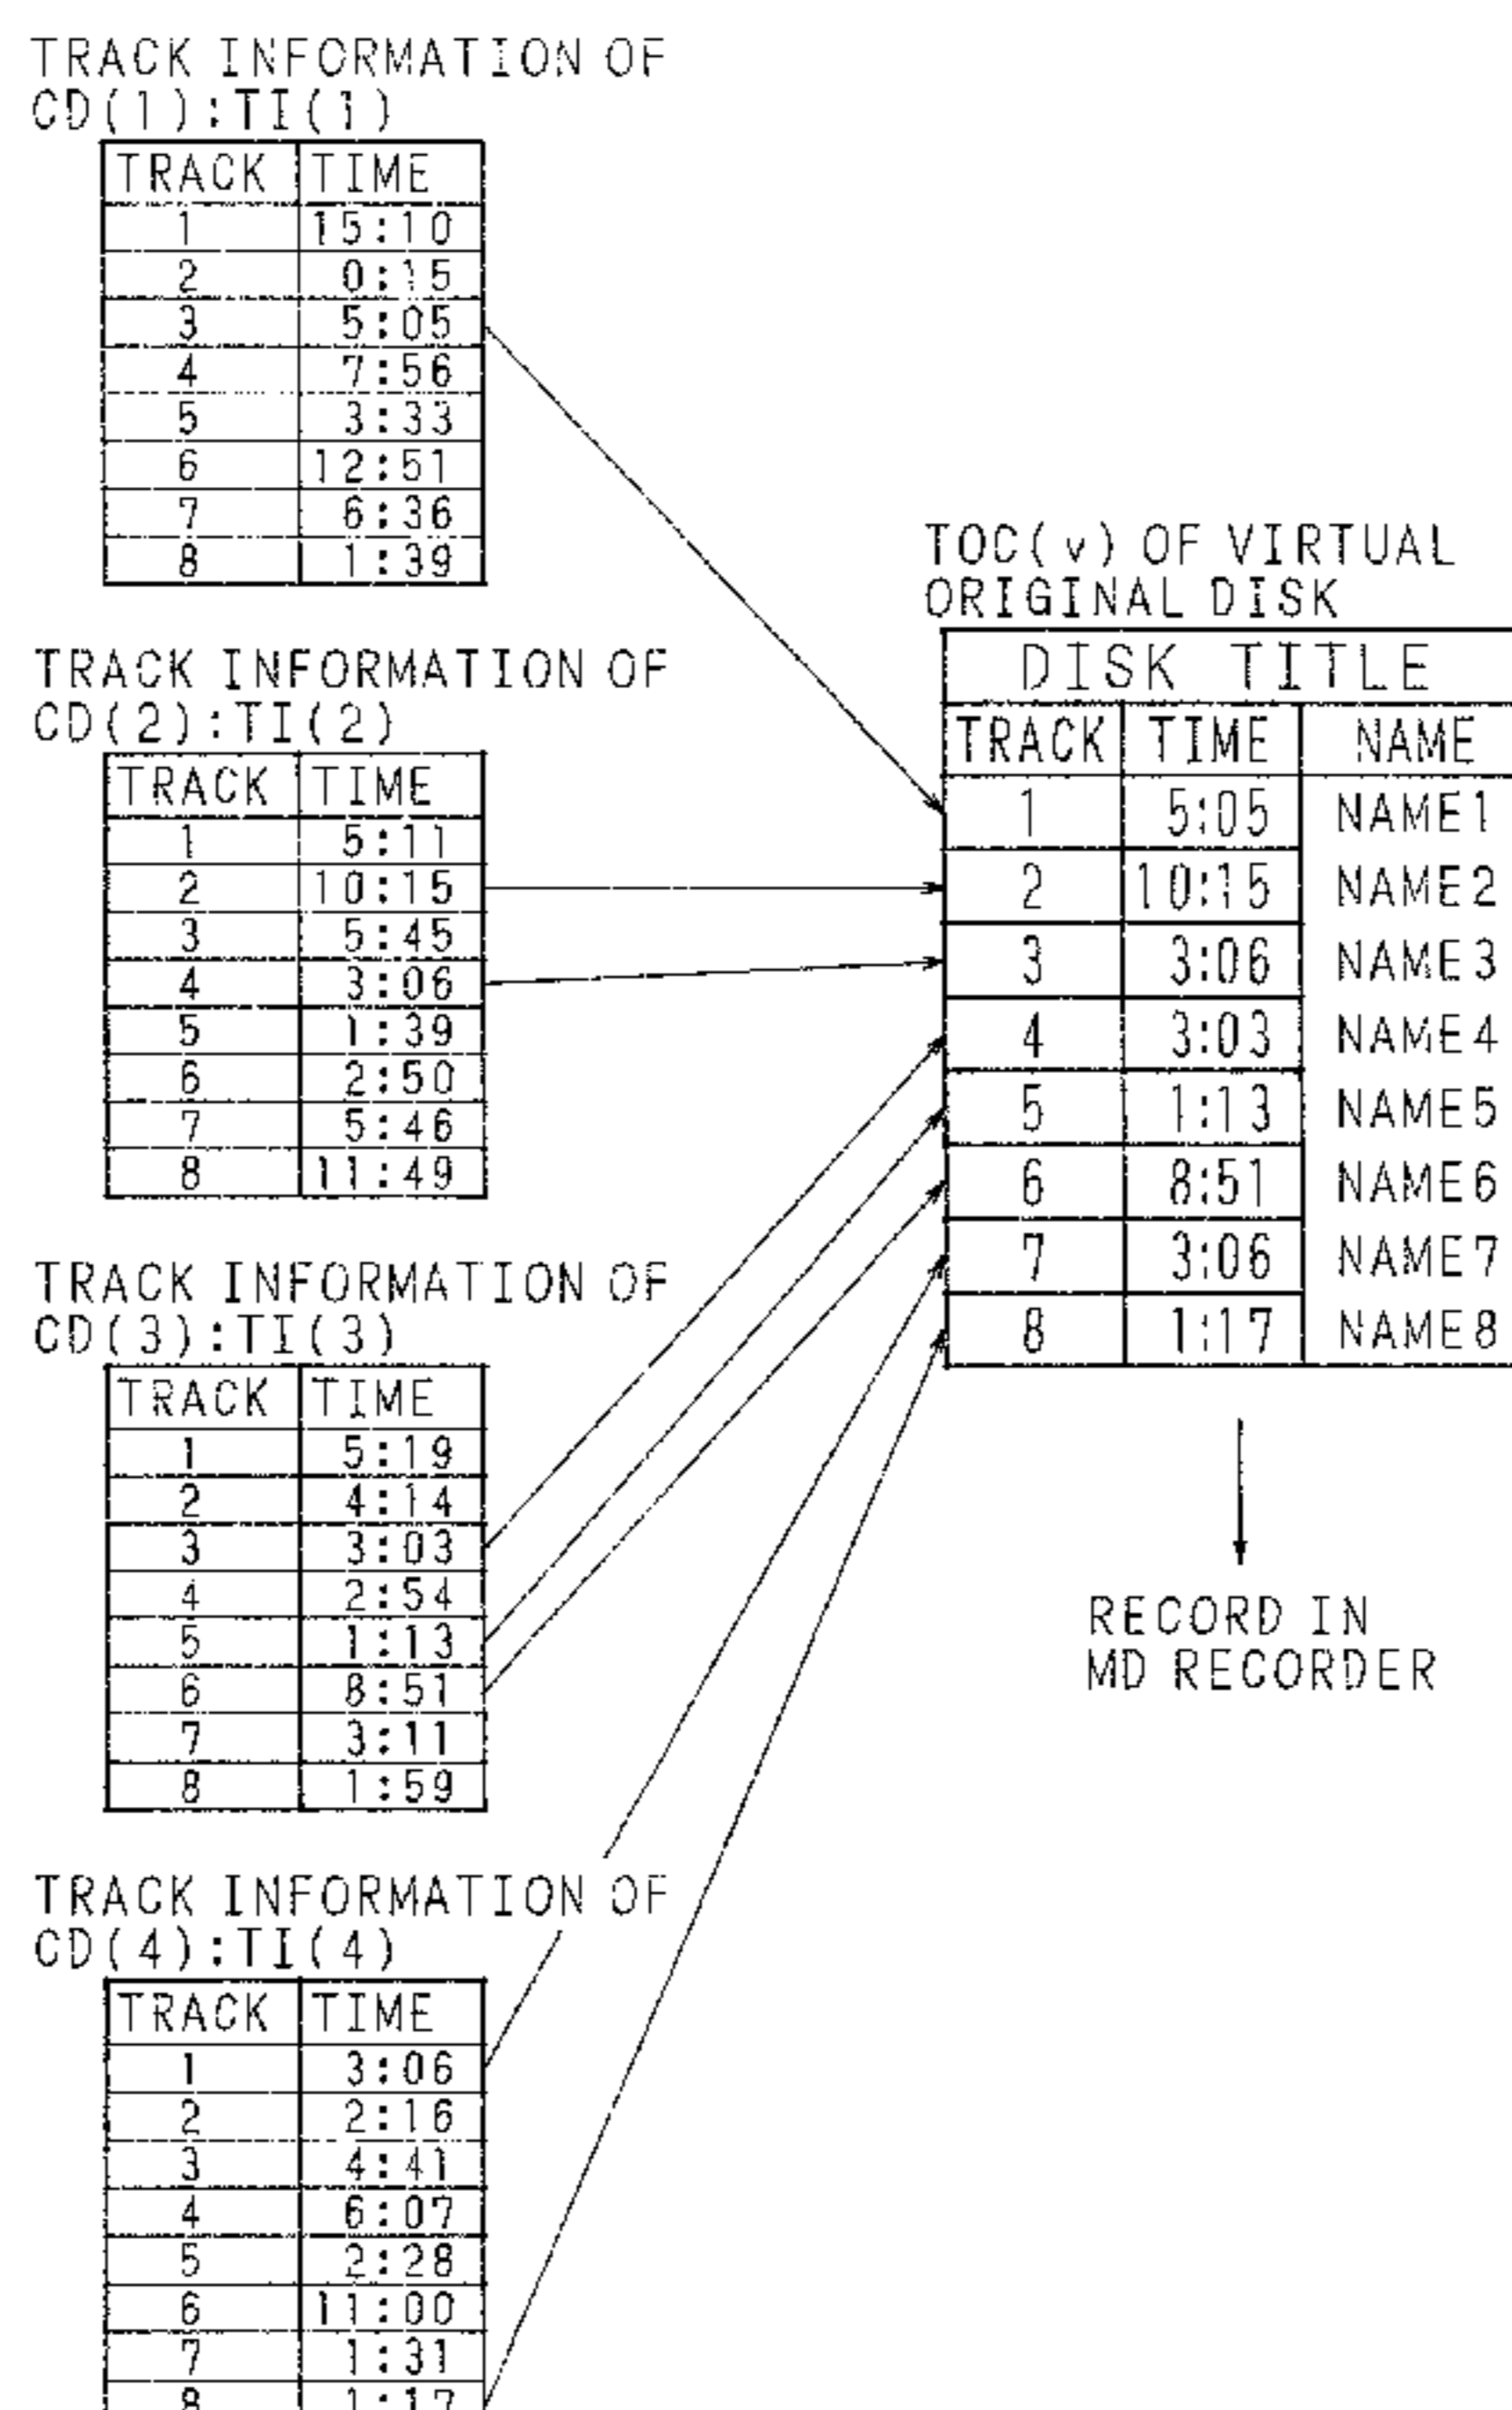 TRACK INFORMATION OF
CD(1):TI(1)
TRACK TIME
1 15:10
2 0:15
3 5:05
4 7:56
5 3:33
6 12:51
7 6:36
8 1:39
TRACK INFORMATION OF
CD(2):TI(2)
TRACK TIME
1 5:11
2 10:15
3 5:45
4 3:06
5 1:39
6 2:50
7 5:46
8 11:49
TRACK INFORMATION OF
CD(3):TI(3)
TRACK TIME
1 5:19
2 4:14
3 3:03
4 2:54
5 1:13
6 8:51
7 3:11
8 1:59
TRACK INFORMATION OF
CD(4):TI(4)
TRACK TIME
1 3:06
2 2:16
3 4:41
4 6:07
5 2:28
6 11:00
7 1:31
8 1:17
TOC(v) OF VIRTUAL
ORIGINAL DISK
DISK TITLE
TRACK TIME NAME
1 5:05 NAME1
2 10:15 NAME2
3 3:06 NAME3
4 3:03 NAME4
5 1:13 NAME5
6 8:51 NAME6
7 3:06 NAME7
8 1:17 NAME8
RECORD IN
MD RECORDER